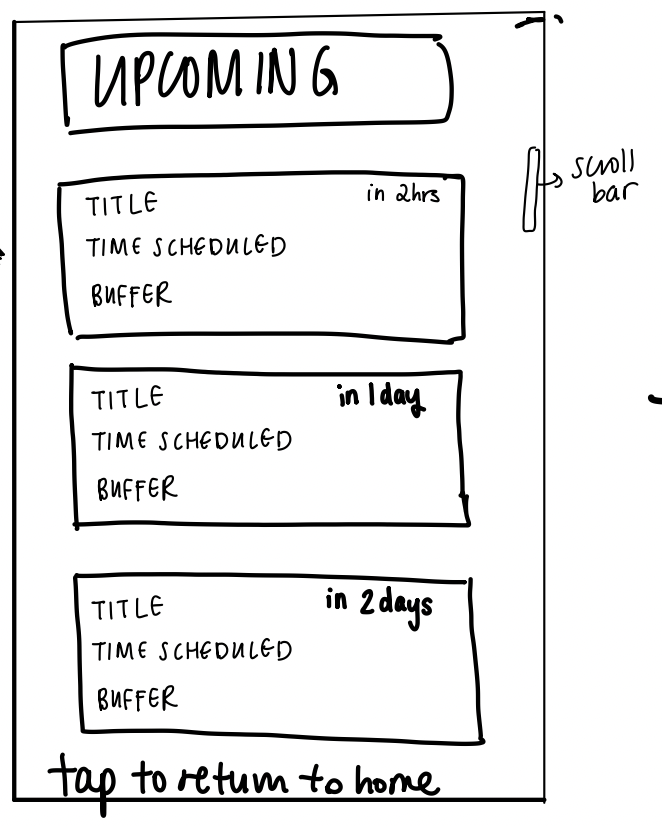 UPCOMING
TITLE in 2hrs
TIME SCHEDULED
BUFFER
scroll
bar
TITLE in 1day
TIME SCHEDULED
BUFFER
TITLE in 2days
TIME SCHEDULED
BUFFER
tap to return to home